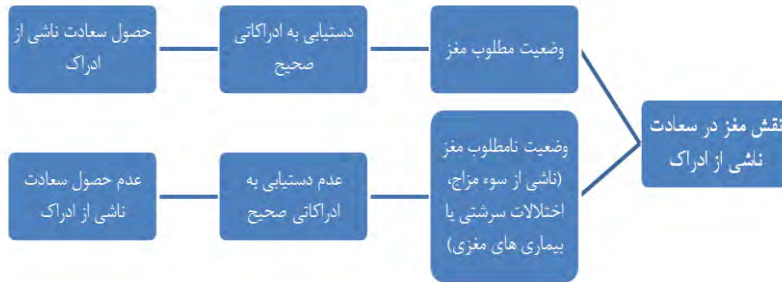 نقش مغز در سعادت
ناشی از ادراک
وضعیت مطلوب مغز
دستیابی به ادراکاتی
صحیح
حصول سعادت ناشی از
ادراک
وضعیت نامطلوب مغز
(ناشی از سوء مزاج،
اختلالات سرشتی یا
بیماری های مغزی)
عدم دستیابی به
ادراکاتی صحیح
عدم حصول سعادت
ناشی از ادراک